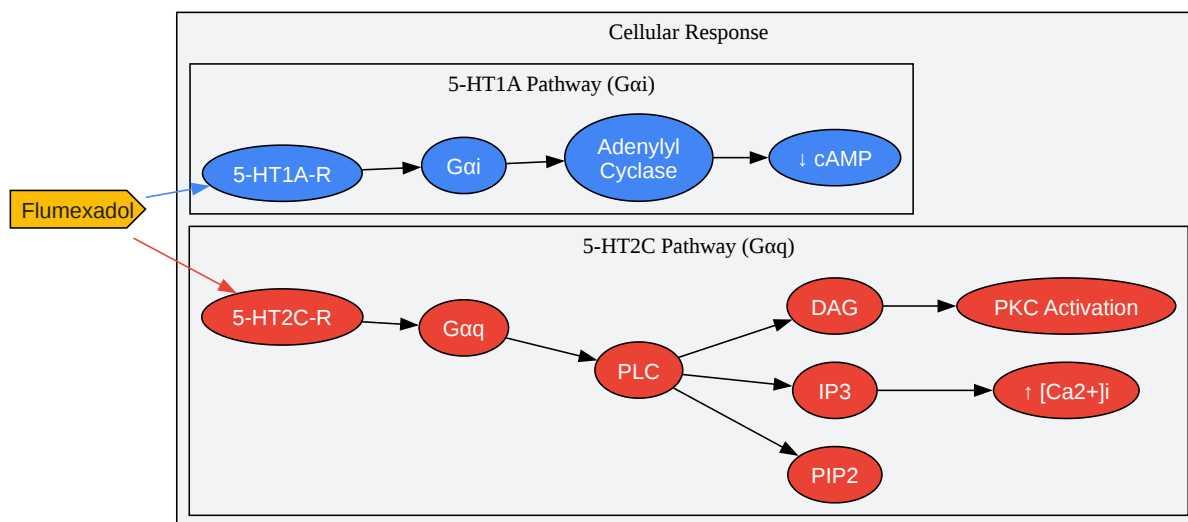 Cellular Response
5-HT1A Pathway (Gαi)
5-HT1A-R
Gαi
Adenylyl
Cyclase
↓ cAMP
Flumexadol
5-HT2C Pathway (Gαq)
5-HT2C-R
Gαq
PLC
DAG
PKC Activation
IP3
↑ [Ca2+]i
PIP2